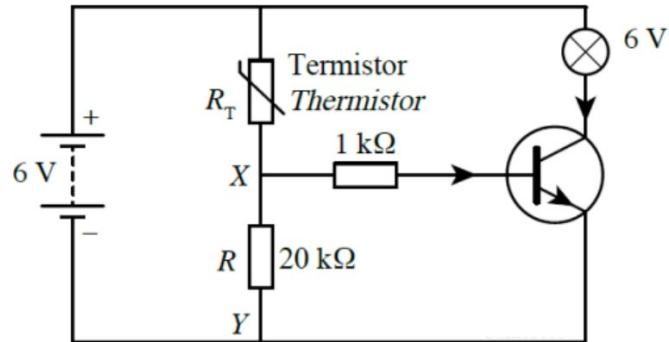 6 V
Termistor
R_T Thermistor
1 kΩ
+
6 V
X
−
R 20 kΩ
Y